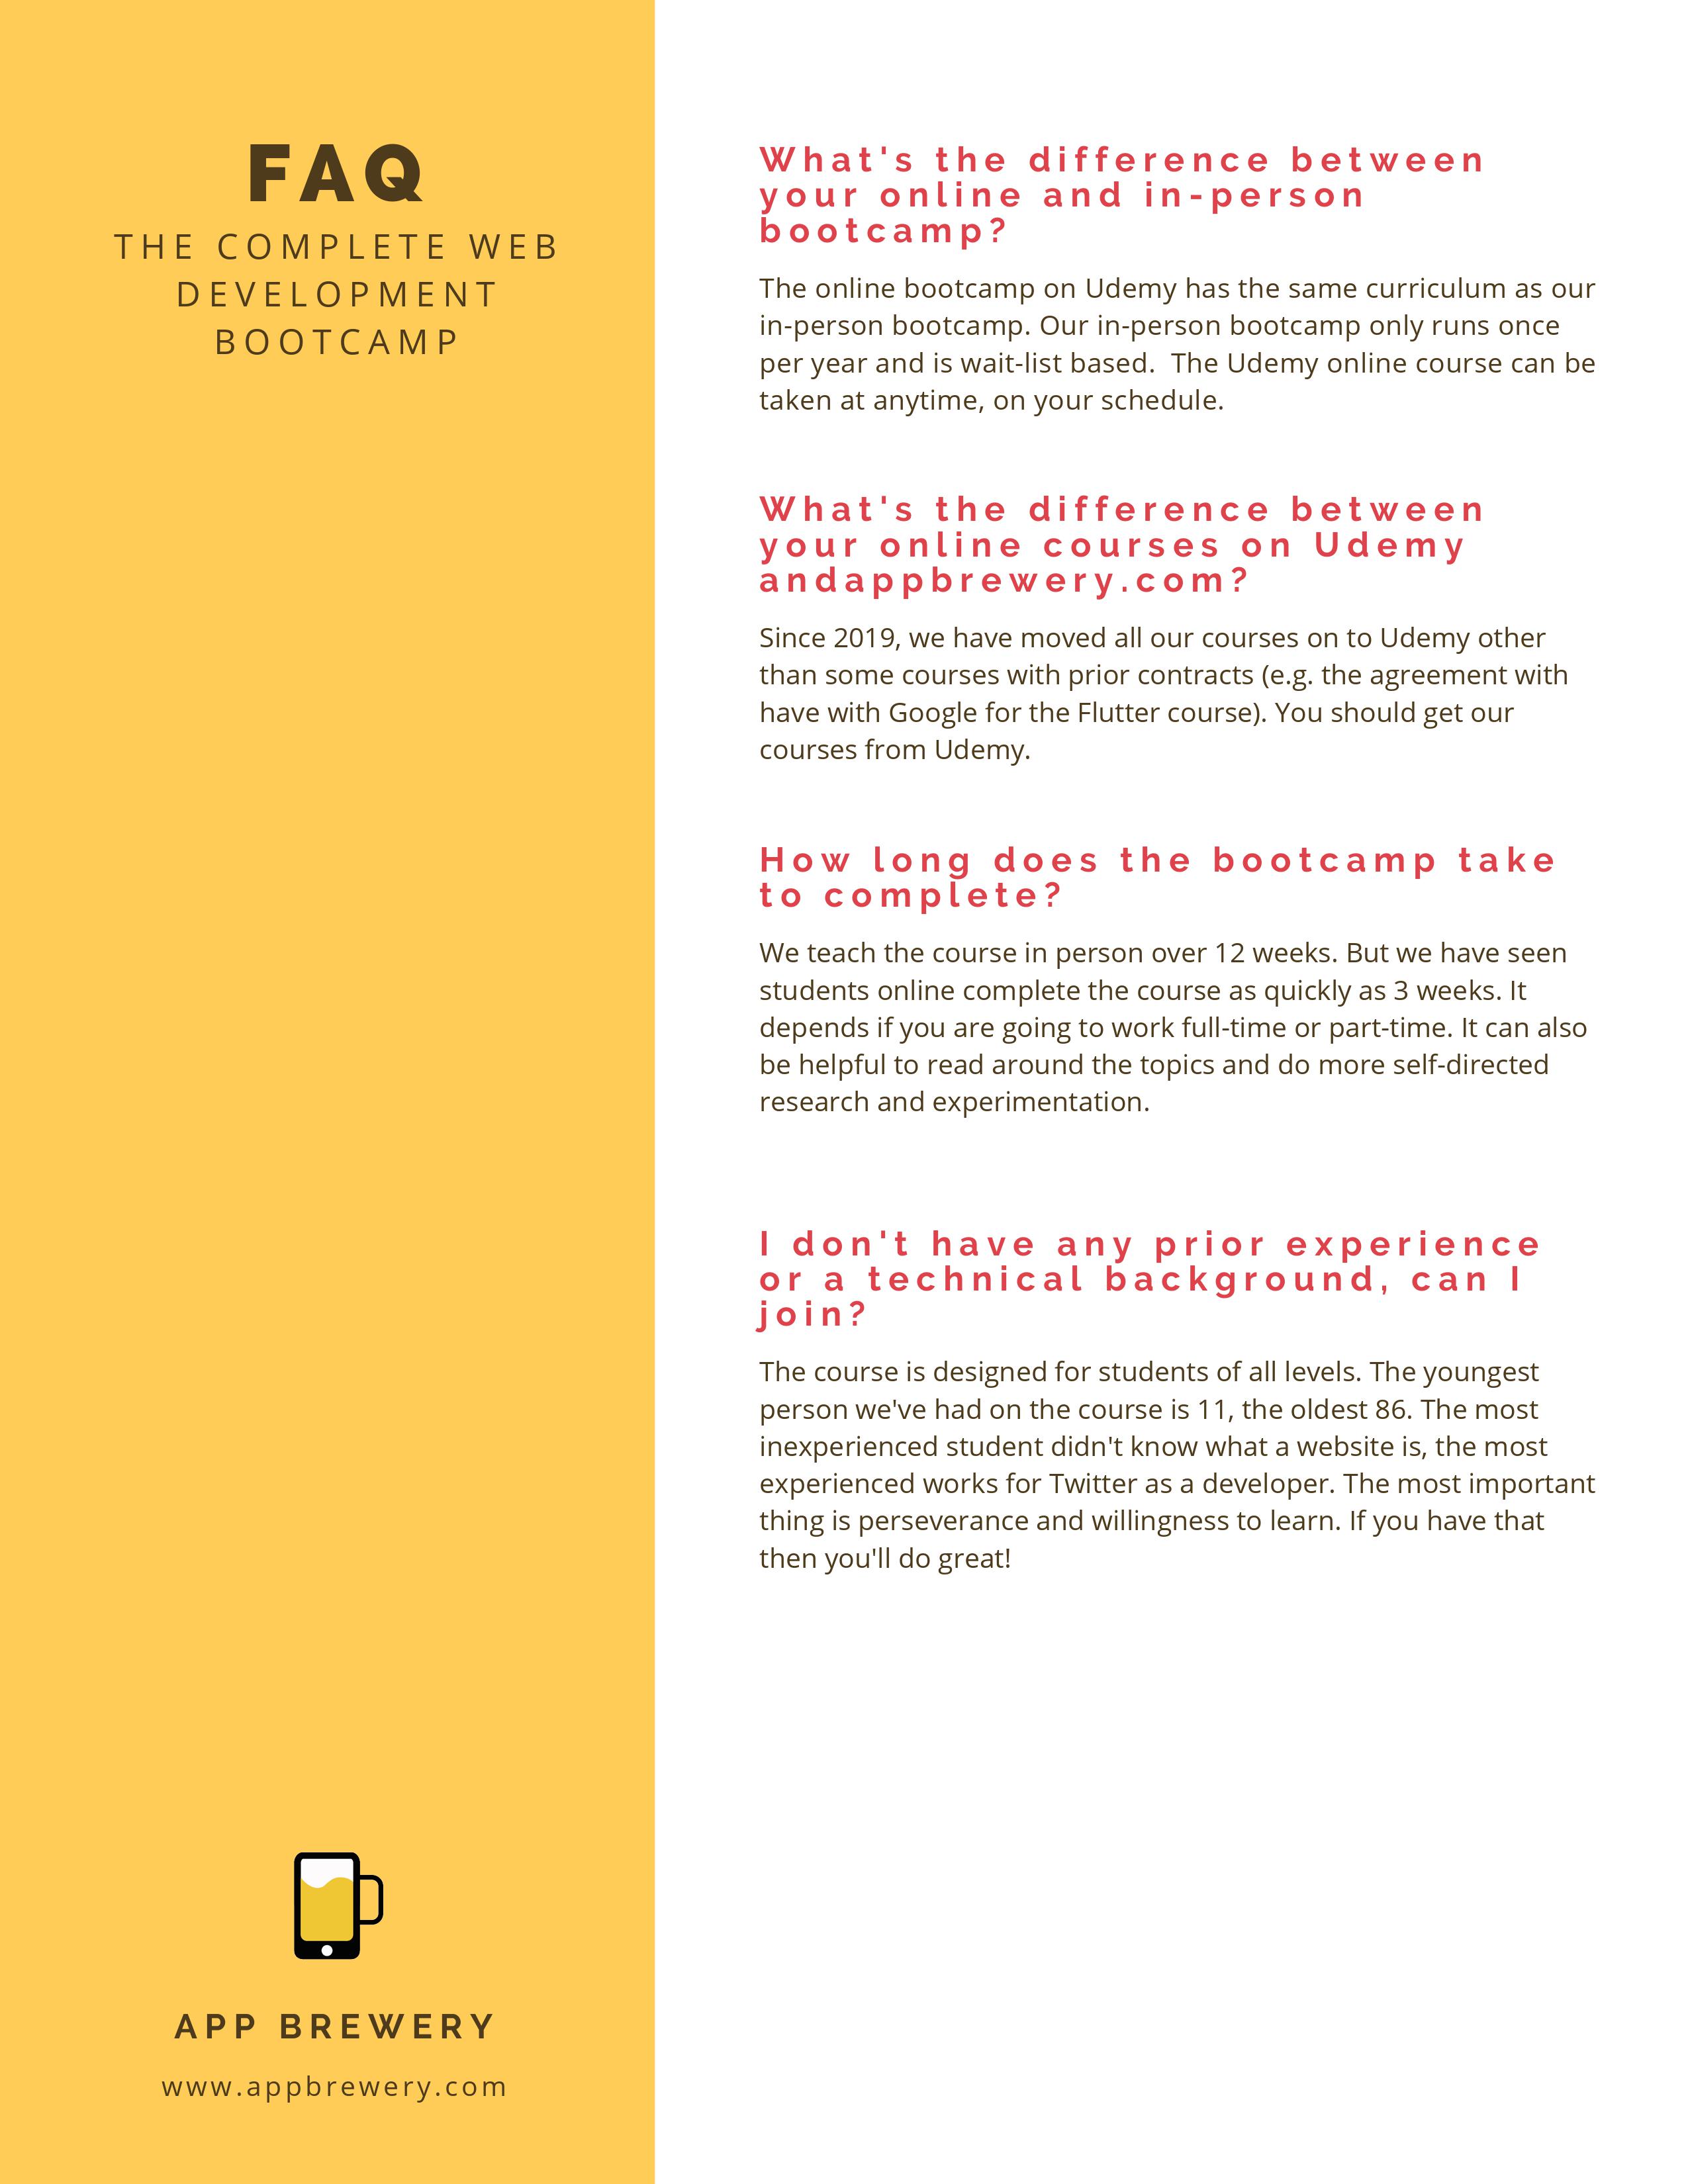 FAQ
THE COMPLETE WEB
DEVELOPMENT
BOOTCAMP
What's the difference between
your online and in-person
bootcamp?
The online bootcamp on Udemy has the same curriculum as our
in-person bootcamp. Our in-person bootcamp only runs once
per year and is wait-list based.  The Udemy online course can be
taken at anytime, on your schedule.
What's the difference between
your online courses on Udemy
andappbrewery.com?
Since 2019, we have moved all our courses on to Udemy other
than some courses with prior contracts (e.g. the agreement with
have with Google for the Flutter course). You should get our
courses from Udemy.
How long does the bootcamp take
to complete?
We teach the course in person over 12 weeks. But we have seen
students online complete the course as quickly as 3 weeks. It
depends if you are going to work full-time or part-time. It can also
be helpful to read around the topics and do more self-directed
research and experimentation.
I don't have any prior experience
or a technical background, can I
join?
The course is designed for students of all levels. The youngest
person we've had on the course is 11, the oldest 86. The most
inexperienced student didn't know what a website is, the most
experienced works for Twitter as a developer. The most important
thing is perseverance and willingness to learn. If you have that
then you'll do great!
APP BREWERY
www.appbrewery.com